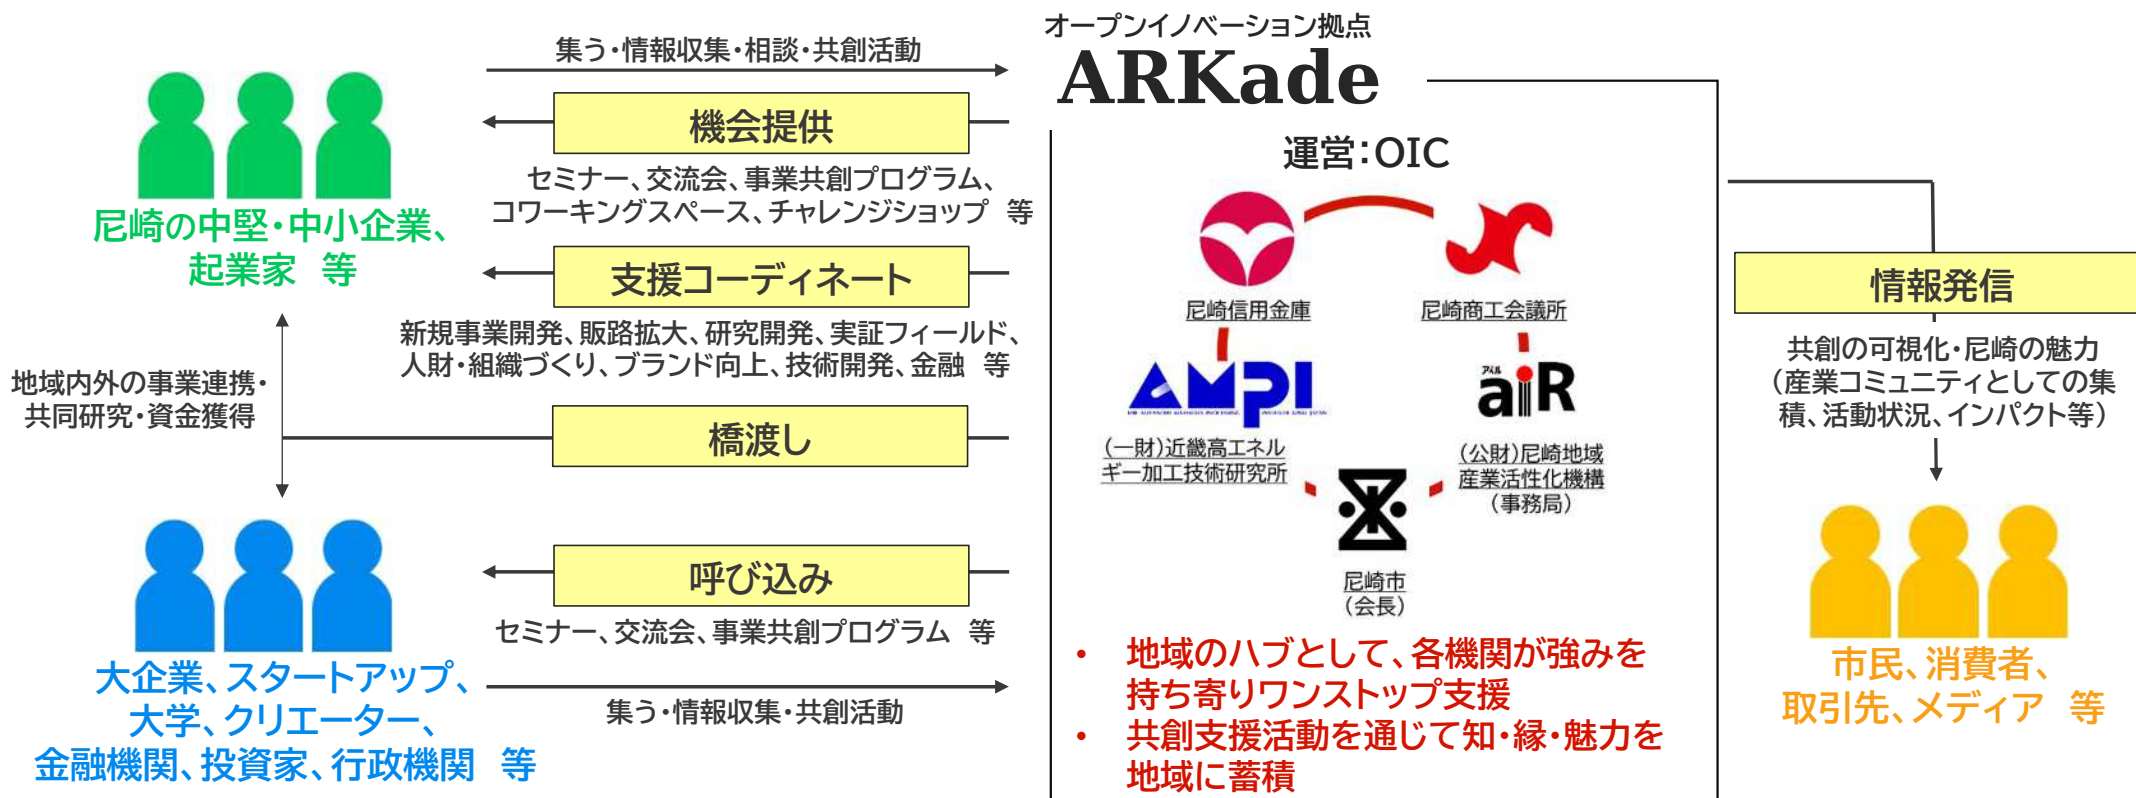 オープンイノベーション拠点
ARKade
集う・情報収集・相談・共創活動
機会提供
セミナー、交流会、事業共創プログラム、
コワーキングスペース、チャレンジショップ 等
尼崎の中堅・中小企業、
起業家 等
支援コーディネート
新規事業開発、販路拡大、研究開発、実証フィールド、
人財・組織づくり、ブランド向上、技術開発、金融 等
地域内外の事業連携・
共同研究・資金獲得
橋渡し
呼び込み
セミナー、交流会、事業共創プログラム 等
大企業、スタートアップ、
大学、クリエーター、
金融機関、投資家、行政機関 等
集う・情報収集・共創活動
運営：OIC
尼崎信用金庫
尼崎商工会議所
AMPI
(一財)近畿高エネル
ギー加工技術研究所
アイル
aiR
(公財)尼崎地域
産業活性化機構
(事務局)
尼崎市
(会長)
・ 地域のハブとして、各機関が強みを
持ち寄りワンストップ支援
・ 共創支援活動を通じて知・縁・魅力を
地域に蓄積
情報発信
共創の可視化・尼崎の魅力
(産業コミュニティとしての集
積、活動状況、インパクト等)
市民、消費者、
取引先、メディア 等